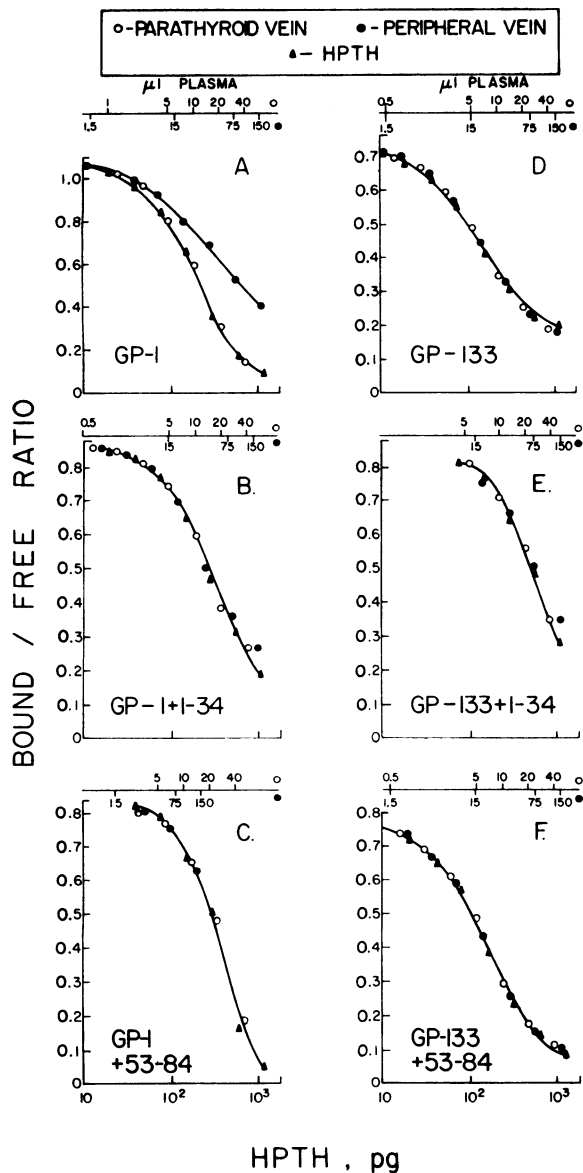 o-PARATHYROID VEIN ●-PERIPHERAL VEIN
▲-HPTH
μl PLASMA
1 5 10 20 40 o
1.5 15 75 150 ●
A
1.0
0.8
0.6
0.4
0.2
0
GP-1
μl PLASMA
0.5 5 10 20 40 o
1.5 15 75 150 ●
D
0.7
0.6
0.5
0.4
0.3
0.2
0.1
0
GP-133
0.5 5 10 20 40 o
15 75 150 ●
B.
0.8
0.7
0.6
0.5
0.4
0.3
0.2
0.1
0
GP-1+1-34
5 10 20 40 o
15 75 150 ●
E.
0.8
0.7
0.6
0.5
0.4
0.3
0.2
0.1
0
GP-133+1-34
5 10 20 40 o
15 75 150 ●
C.
0.8
0.7
0.6
0.5
0.4
0.3
0.2
0.1
0
GP-1
+53-84
10 10² 10³
0.5 5 10 20 40 o
1.5 15 75 150 ●
F.
0.8
0.7
0.6
0.5
0.4
0.3
0.2
0.1
0
GP-133
+53-84
10 10² 10³
BOUND / FREE RATIO
HPTH, pg